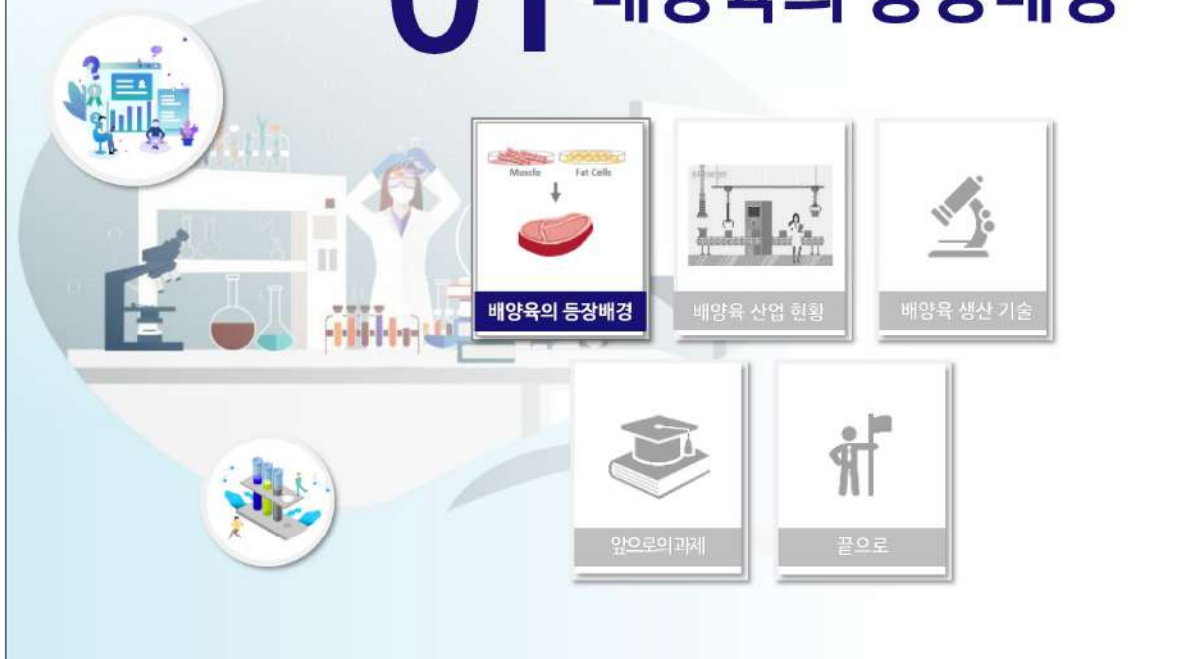 01 배양육의 등장배경
Muscle
Fat Cells
배양육의 등장배경
배양육 산업 현황
배양육 생산 기술
앞으로의과제
끝으로